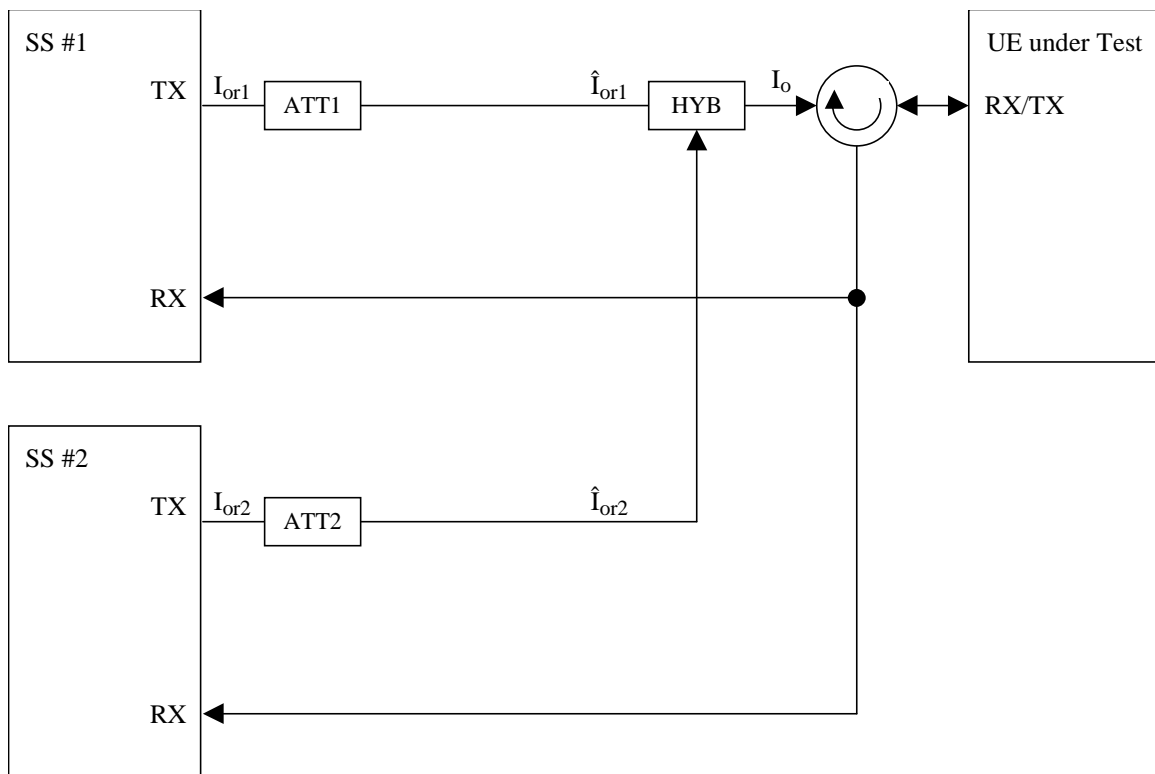 SS #1
UE under Test
TX
I_or1
ATT1
Î_or1
HYB
I_o
RX/TX
RX
SS #2
TX
I_or2
ATT2
Î_or2
RX